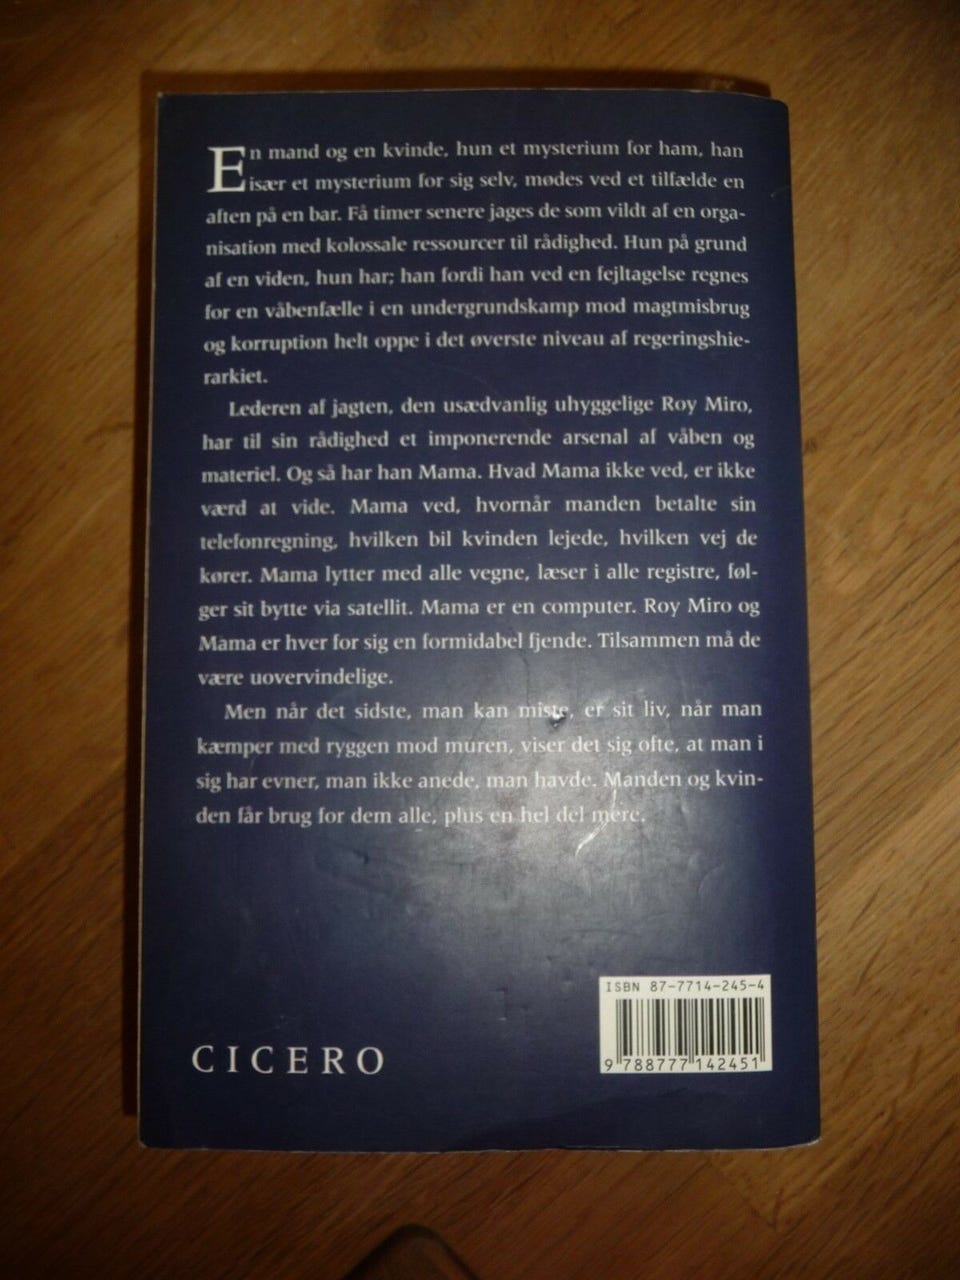 En mand og en kvinde, hun et mysterium for ham, han
især et mysterium for sig selv, mødes ved et tilfælde en
aften på en bar. Få timer senere jages de som vildt af en orga-
nisation med kolossale ressourcer til rådighed. Hun på grund
af en viden, hun har; han fordi han ved en fejltagelse regnes
for en våbenfælle i en undergrundskamp mod magtmisbrug
og korruption helt oppe i det øverste niveau af regeringshie-
rarkiet.
Lederen af jagten, den usædvanlig uhyggelige Roy Miro,
har til sin rådighed et imponerende arsenal af våben og
materiel. Og så har han Mama. Hvad Mama ikke ved, er ikke
værd at vide. Mama ved, hvornår manden betalte sin
telefonregning, hvilken bil kvinden lejede, hvilken vej de
kører. Mama lytter med alle vegne, læser i alle registre, føl-
ger sit bytte via satellit. Mama er en computer. Roy Miro og
Mama er hver for sig en formidabel fjende. Tilsammen må de
være uovervindelige.
Men når det sidste, man kan miste, er sit liv, når man
kæmper med ryggen mod muren, viser det sig ofte, at man i
sig har evner, man ikke anede, man havde. Manden og kvin-
den får brug for dem alle, plus en hel del mere.
ISBN 87-7714-245-4
9 788777 142451
CICERO